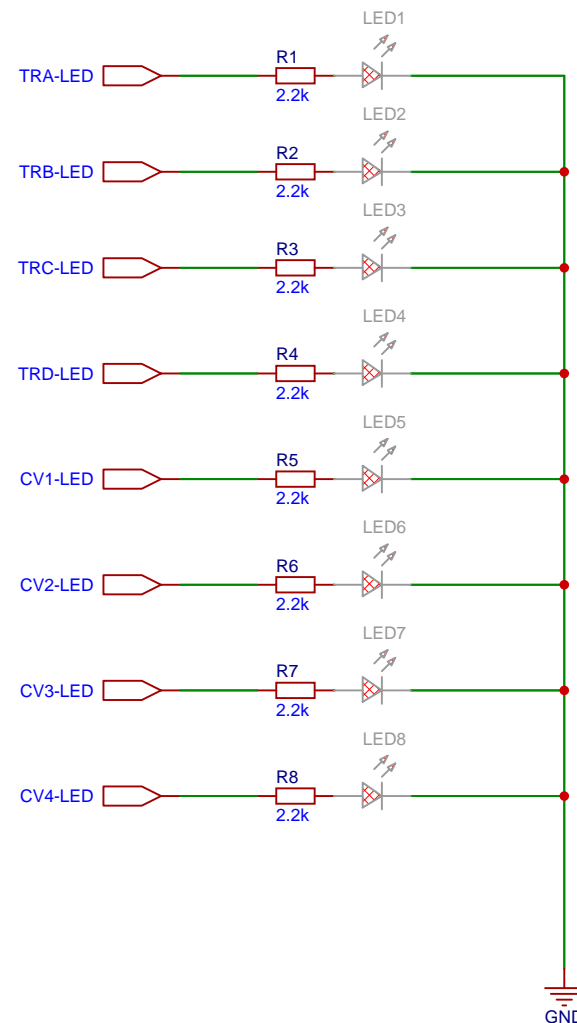 LED1
R1
TRA-LED
2.2k
LED2
R2
TRB-LED
2.2k
LED3
R3
TRC-LED
2.2k
LED4
R4
TRD-LED
2.2k
LED5
R5
CV1-LED
2.2k
LED6
R6
CV2-LED
2.2k
LED7
R7
CV3-LED
2.2k
LED8
R8
CV4-LED
2.2k
GND